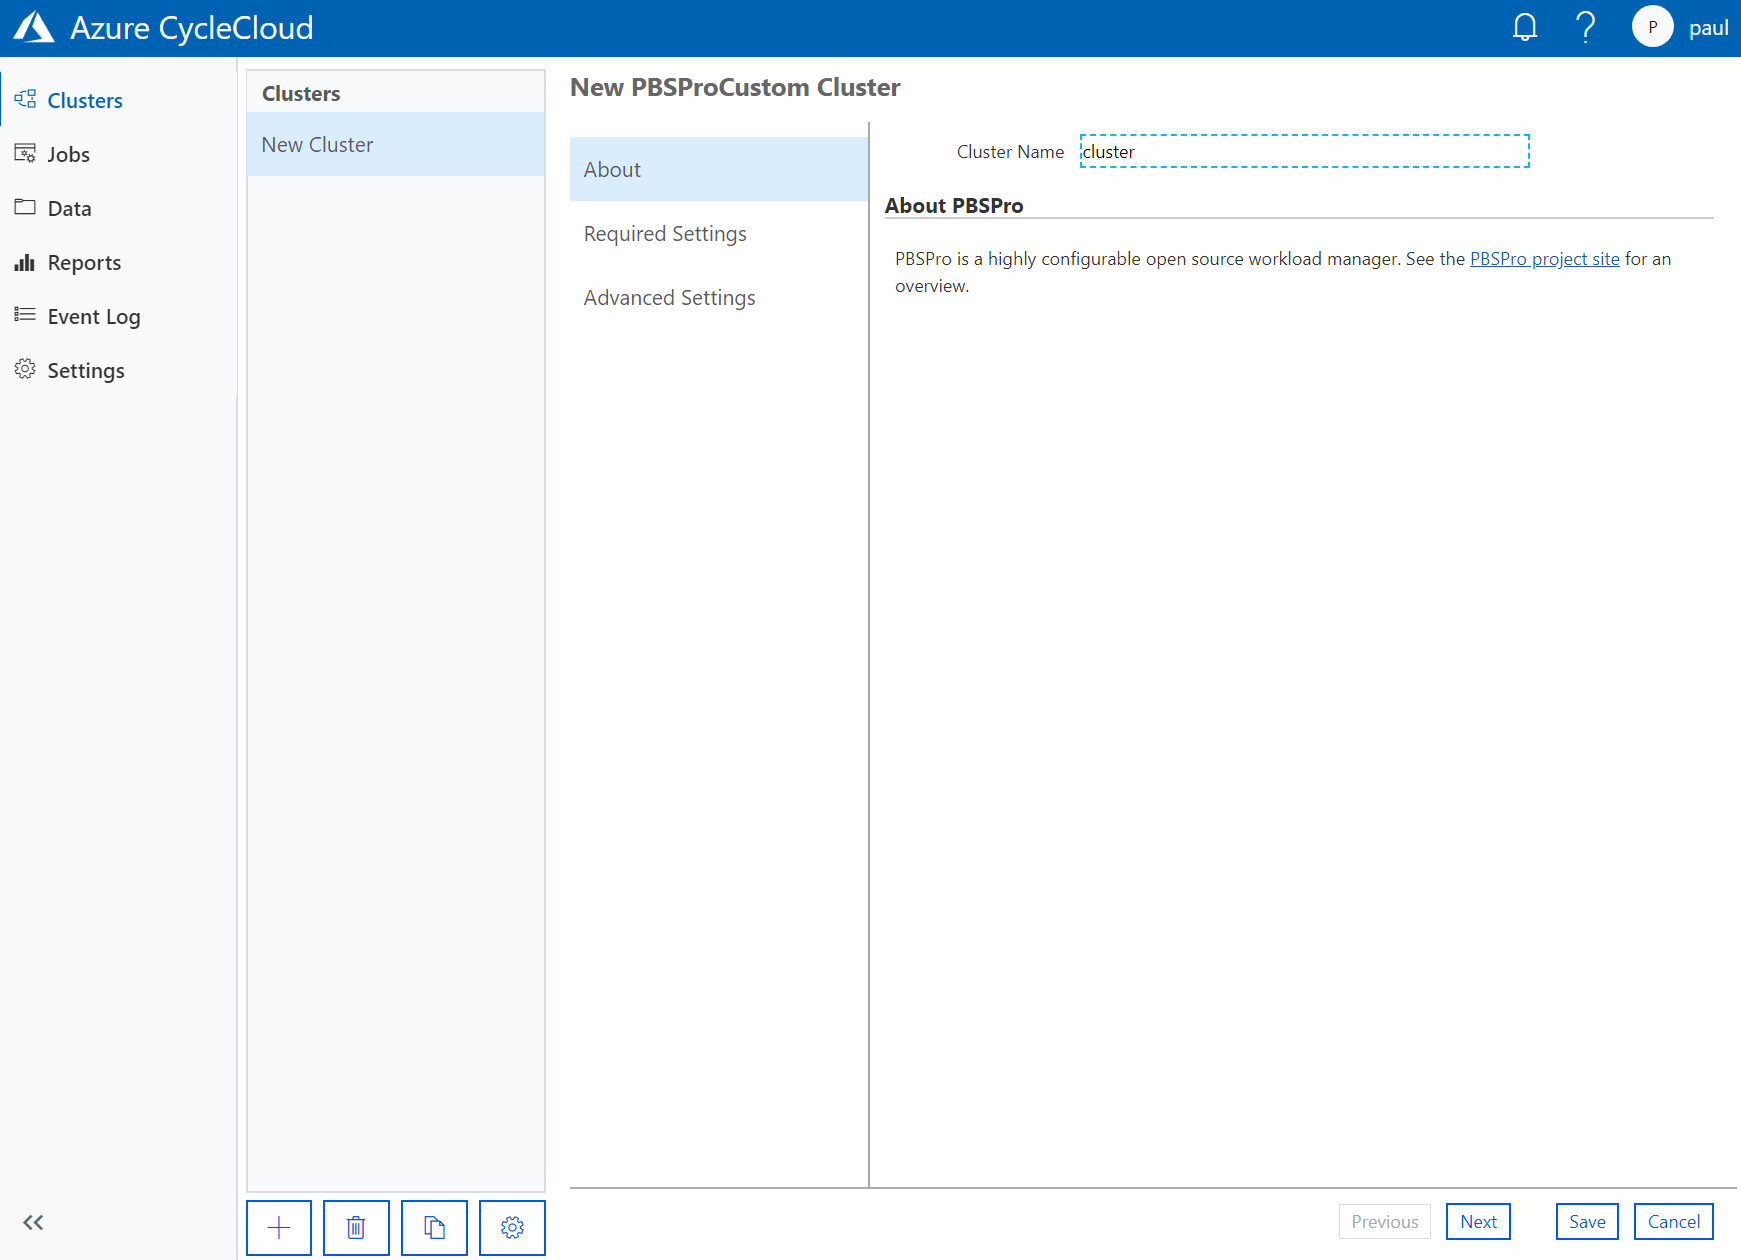 Azure CycleCloud
P
paul
Clusters
Jobs
Data
Reports
Event Log
Settings
Clusters
New Cluster
New PBSProCustom Cluster
About
Required Settings
Advanced Settings
Cluster Name cluster
About PBSPro
PBSPro is a highly configurable open source workload manager. See the PBSPro project site for an
overview.
Previous
Next
Save
Cancel